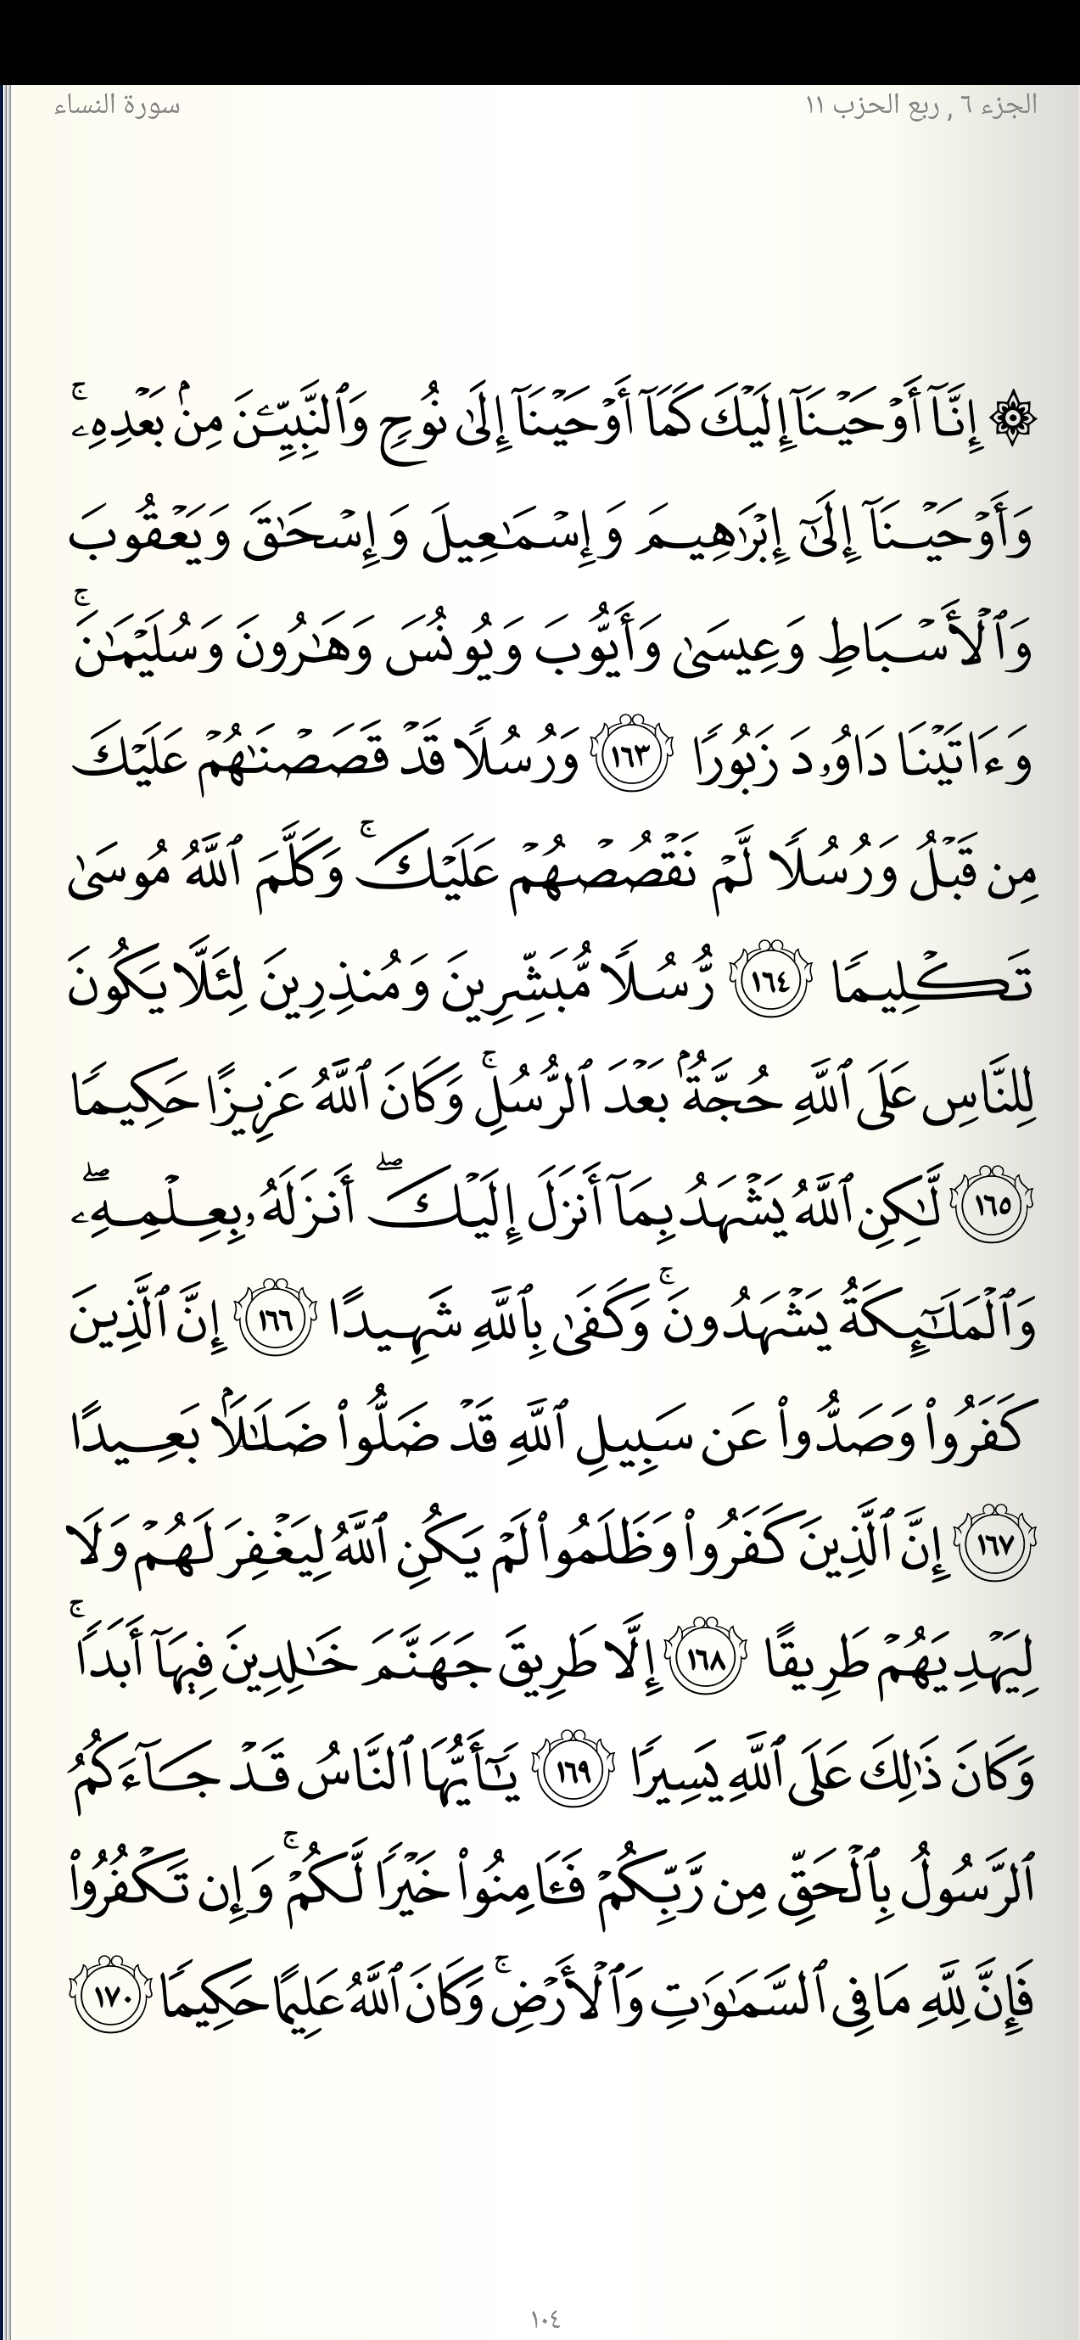 الجزء ٦ , ربع الحزب ١١
سورة النساء
۞ إِنَّآ أَوۡحَيۡنَآ إِلَيۡكَ كَمَآ أَوۡحَيۡنَآ إِلَىٰ نُوحٖ وَٱلنَّبِيِّـۧنَ مِنۢ بَعۡدِهِۦۚ
وَأَوۡحَيۡنَآ إِلَىٰٓ إِبۡرَٰهِيمَ وَإِسۡمَٰعِيلَ وَإِسۡحَٰقَ وَيَعۡقُوبَ
وَٱلۡأَسۡبَاطِ وَعِيسَىٰ وَأَيُّوبَ وَيُونُسَ وَهَٰرُونَ وَسُلَيۡمَٰنَۚ
وَءَاتَيۡنَا دَاوُۥدَ زَبُورٗا ١٦٣ وَرُسُلٗا قَدۡ قَصَصۡنَٰهُمۡ عَلَيۡكَ
مِن قَبۡلُ وَرُسُلٗا لَّمۡ نَقۡصُصۡهُمۡ عَلَيۡكَۚ وَكَلَّمَ ٱللَّهُ مُوسَىٰ
تَكۡلِيمٗا ١٦٤ رُّسُلٗا مُّبَشِّرِينَ وَمُنذِرِينَ لِئَلَّا يَكُونَ
لِلنَّاسِ عَلَى ٱللَّهِ حُجَّةُۢ بَعۡدَ ٱلرُّسُلِۚ وَكَانَ ٱللَّهُ عَزِيزًا حَكِيمٗا
١٦٥ لَّٰكِنِ ٱللَّهُ يَشۡهَدُ بِمَآ أَنزَلَ إِلَيۡكَۖ أَنزَلَهُۥ بِعِلۡمِهِۦۖ
وَٱلۡمَلَٰٓئِكَةُ يَشۡهَدُونَۚ وَكَفَىٰ بِٱللَّهِ شَهِيدًا ١٦٦ إِنَّ ٱلَّذِينَ
كَفَرُواْ وَصَدُّواْ عَن سَبِيلِ ٱللَّهِ قَدۡ ضَلُّواْ ضَلَٰلَۢا بَعِيدًا
١٦٧ إِنَّ ٱلَّذِينَ كَفَرُواْ وَظَلَمُواْ لَمۡ يَكُنِ ٱللَّهُ لِيَغۡفِرَ لَهُمۡ وَلَا
لِيَهۡدِيَهُمۡ طَرِيقًا ١٦٨ إِلَّا طَرِيقَ جَهَنَّمَ خَٰلِدِينَ فِيهَآ أَبَدٗاۚ
وَكَانَ ذَٰلِكَ عَلَى ٱللَّهِ يَسِيرٗا ١٦٩ يَٰٓأَيُّهَا ٱلنَّاسُ قَدۡ جَآءَكُمُ
ٱلرَّسُولُ بِٱلۡحَقِّ مِن رَّبِّكُمۡ فَـَٔامِنُواْ خَيۡرٗا لَّكُمۡۚ وَإِن تَكۡفُرُواْ
فَإِنَّ لِلَّهِ مَا فِي ٱلسَّمَٰوَٰتِ وَٱلۡأَرۡضِۚ وَكَانَ ٱللَّهُ عَلِيمًا حَكِيمٗا ١٧٠
١٠٤